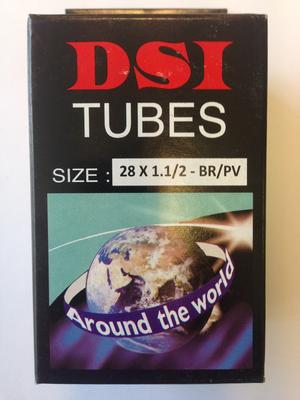 DSI
TUBES
SIZE : 28 X 1.1/2 - BR/PV
Around the world